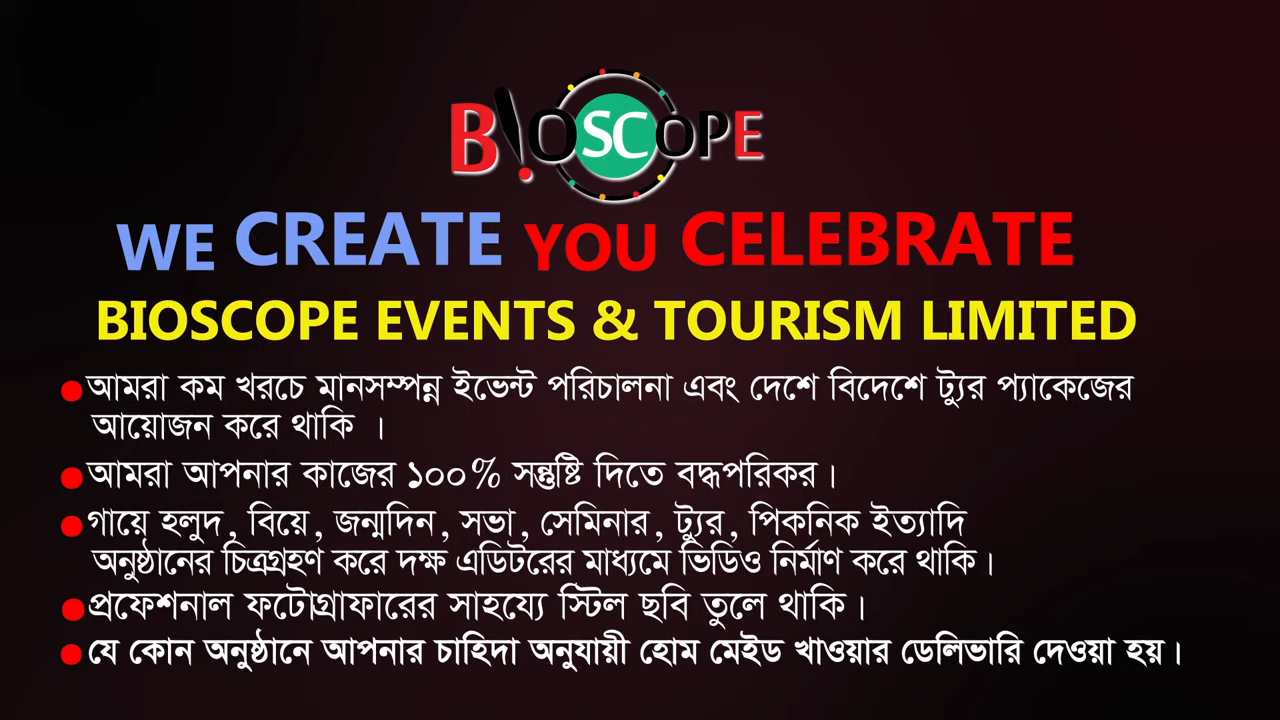 BIOSCOPE
WE CREATE YOU CELEBRATE
BIOSCOPE EVENTS & TOURISM LIMITED
আমরা কম খরচে মানসম্পন্ন ইভেন্ট পরিচালনা এবং দেশে বিদেশে ট্যুর প্যাকেজের
আয়োজন করে থাকি ।
আমরা আপনার কাজের ১০০% সন্তুষ্টি দিতে বদ্ধপরিকর।
গায়ে হলুদ, বিয়ে, জন্মদিন, সভা, সেমিনার, ট্যুর, পিকনিক ইত্যাদি
অনুষ্ঠানের চিত্রগ্রহণ করে দক্ষ এডিটরের মাধ্যমে ভিডিও নির্মাণ করে থাকি।
প্রফেশনাল ফটোগ্রাফারের সাহয্যে স্টিল ছবি তুলে থাকি।
যে কোন অনুষ্ঠানে আপনার চাহিদা অনুযায়ী হোম মেইড খাওয়ার ডেলিভারি দেওয়া হয়।